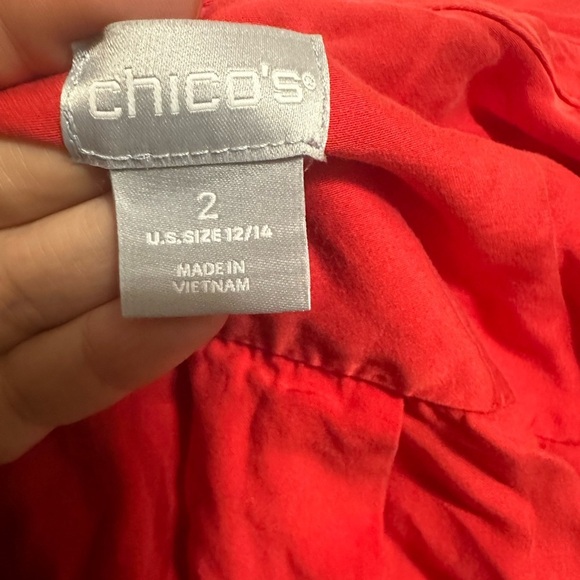 chico's®
2
U.S.SIZE 12/14
MADE IN
VIETNAM